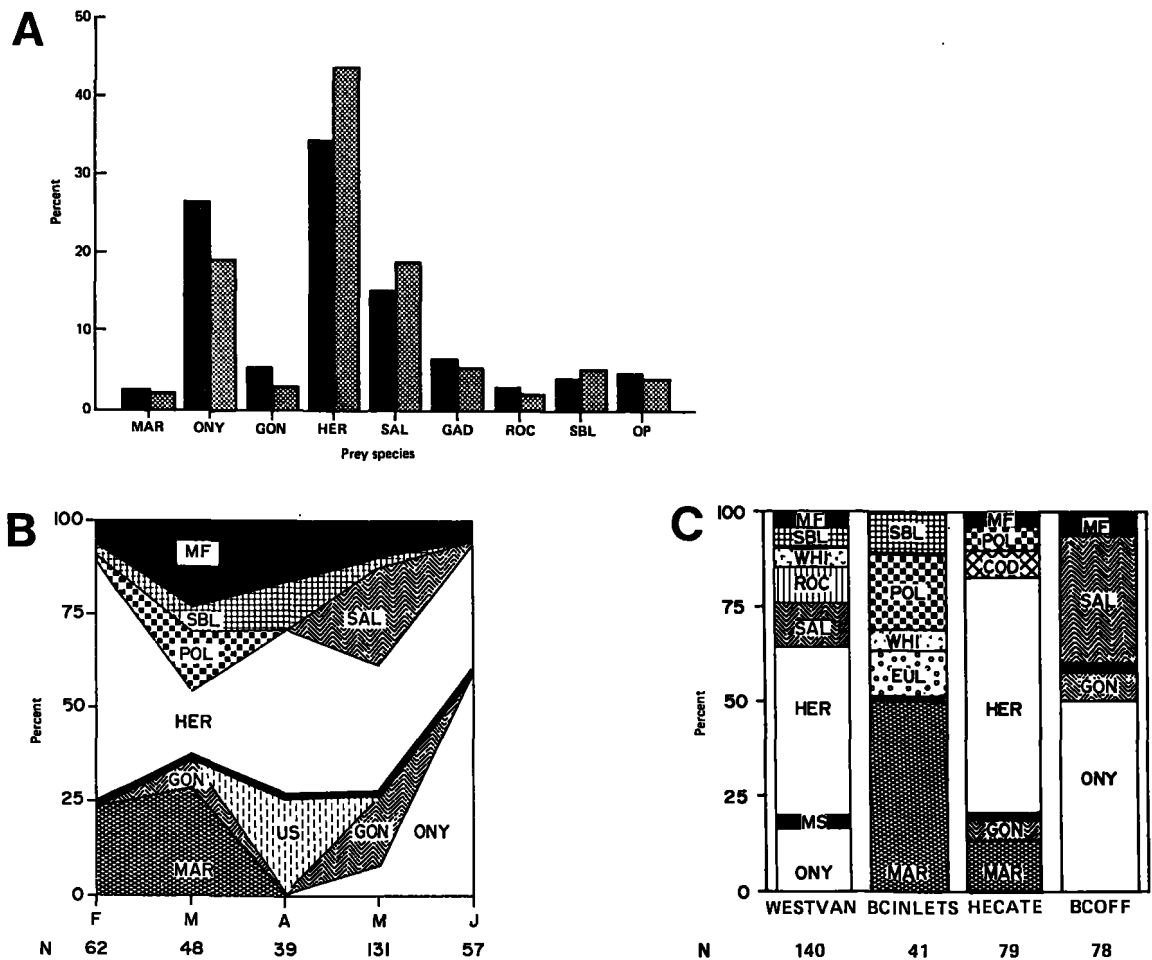 A
50
40
30
20
10
0
Percent
MAR ONY GON HER SAL GAD ROC SBL OP
Prey species
B
100
75
50
25
0
Percent
MF
SBL
SAL
POL
HER
GON
US
GON
ONY
MAR
F M A M J
N 62 48 39 131 57
C
100
75
50
25
0
Percent
MF
SBL
WHI
ROC
SAL
HER
MS
ONY
SBL
POL
WHI
EUL
MAR
MF
POL
COD
HER
GON
MAR
MF
SAL
GON
ONY
WESTVAN BCINLETS HECATE BCOFF
N 140 41 79 78